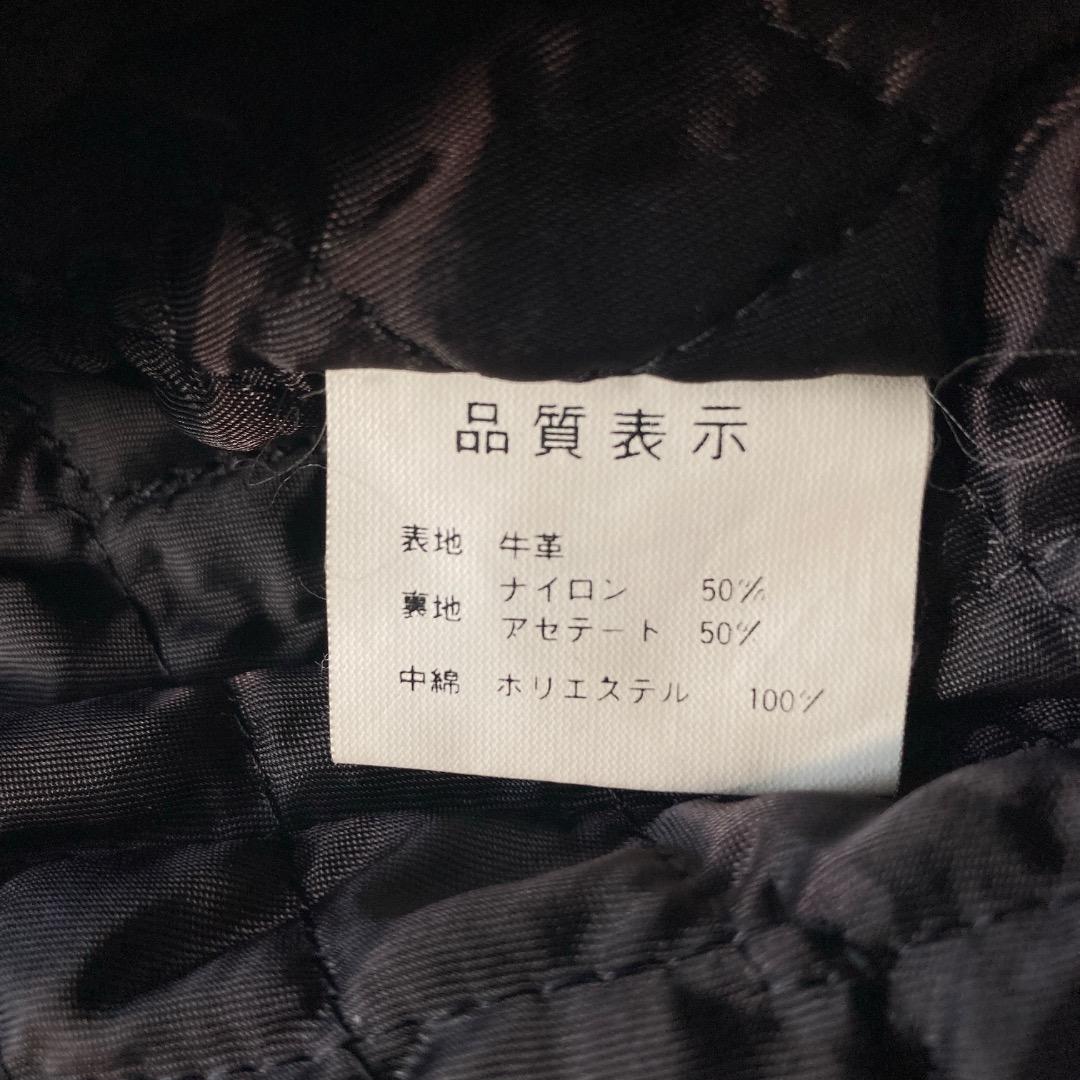 品質表示
表地 牛革
裏地 ナイロン 50%
アセテート 50%
中綿 ホリエステル 100%